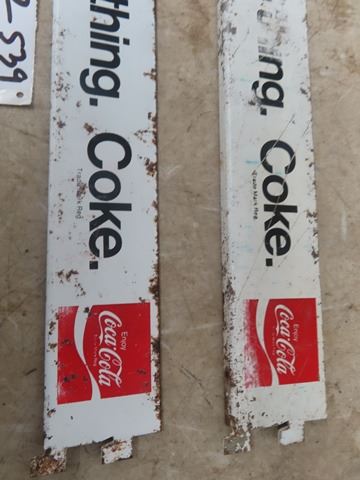 2-539
thing. Coke.
Trade Mark Reg.
Enjoy
Coca-Cola
thing. Coke.
Trade Mark Reg.
Enjoy
Coca-Cola